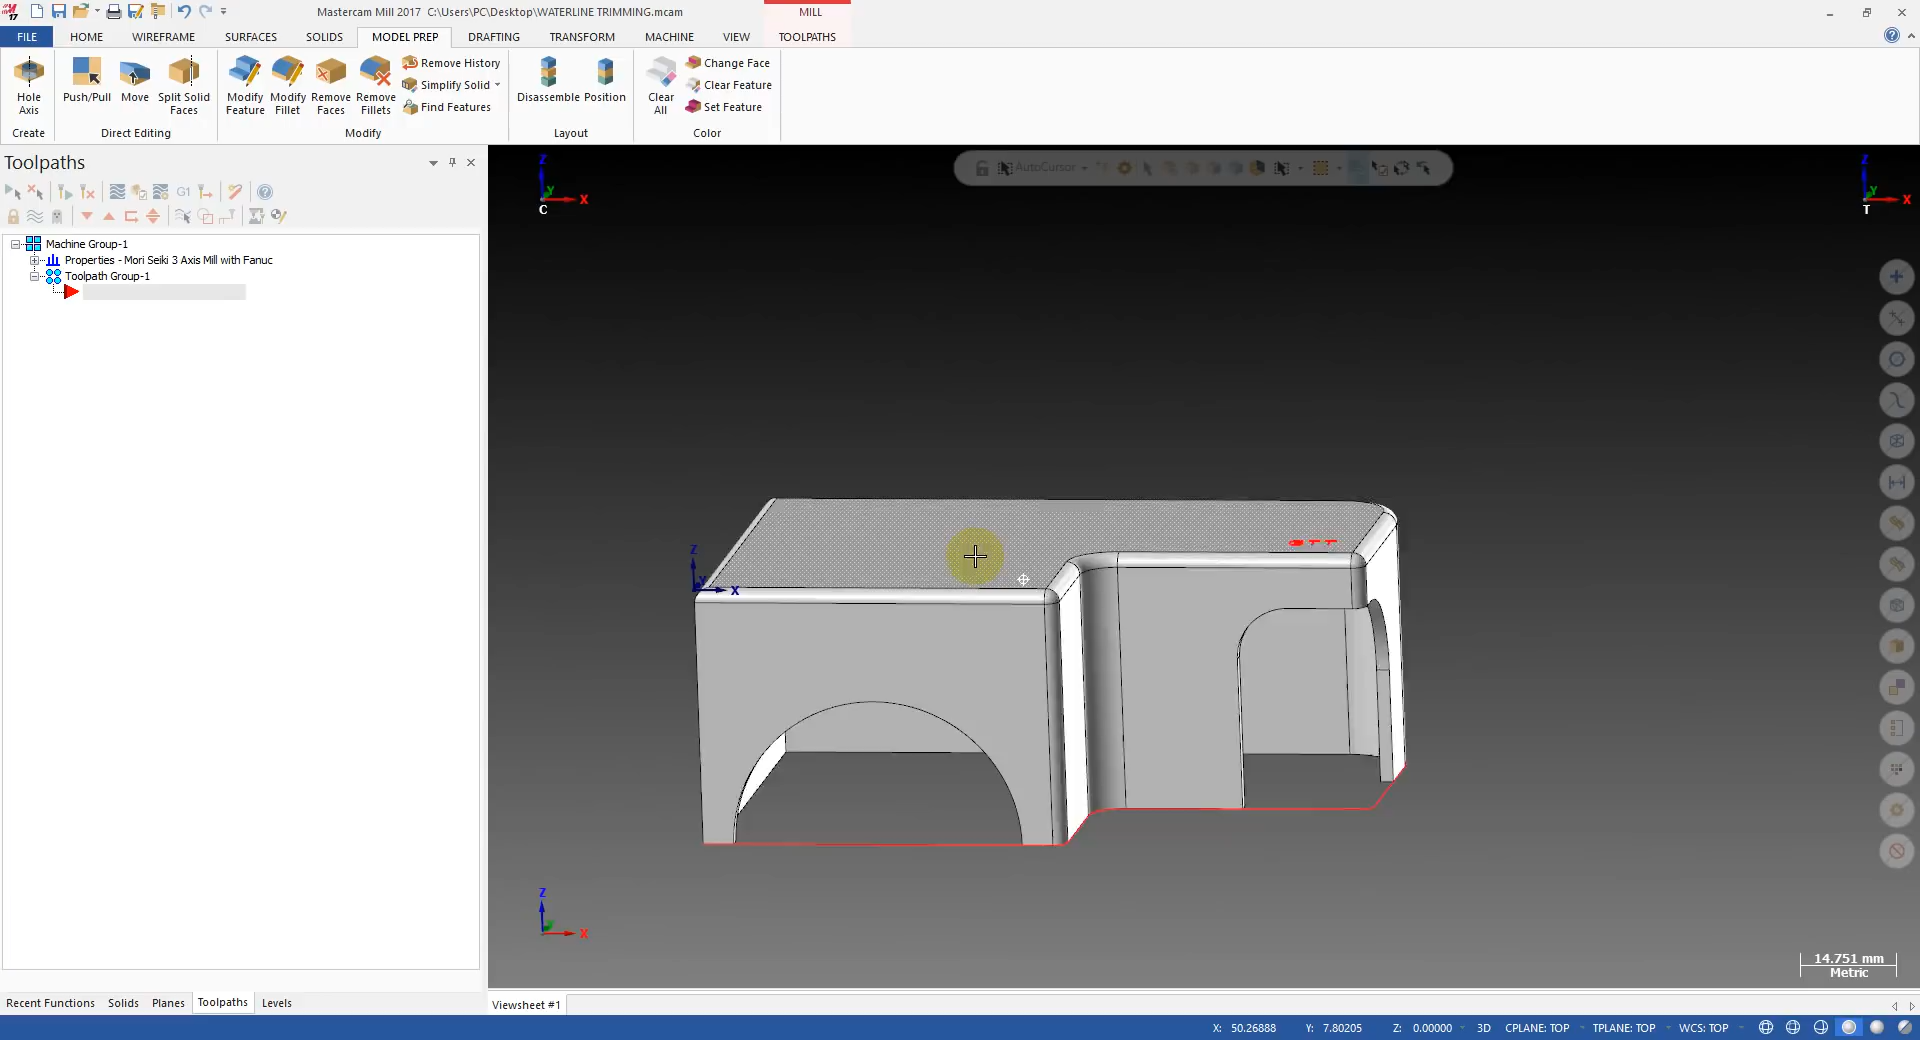 Mastercam Mill 2017 C:\Users\PC\Desktop\WATERLINE TRIMMING.mcam
MILL
FILE HOME WIREFRAME SURFACES SOLIDS MODEL PREP DRAFTING TRANSFORM MACHINE VIEW TOOLPATHS
Hole Axis
Push/Pull
Move
Split Solid Faces
Modify Feature
Modify Fillet
Remove Faces
Remove Fillets
Remove History
Simplify Solid
Find Features
Disassemble
Position
Clear All
Change Face
Clear Feature
Set Feature
Create
Direct Editing
Modify
Layout
Color
Toolpaths
G1
AutoCursor
Machine Group-1
Properties - Mori Seiki 3 Axis Mill with Fanuc
Toolpath Group-1
Z
Y
X
C
Z
Y
X
T
Z
Y
X
Z
X
14.751 mm
Metric
Recent Functions Solids Planes Toolpaths Levels
Viewsheet #1
X: 50.26888 Y: 7.80205 Z: 0.00000 3D CPLANE: TOP TPLANE: TOP WCS: TOP